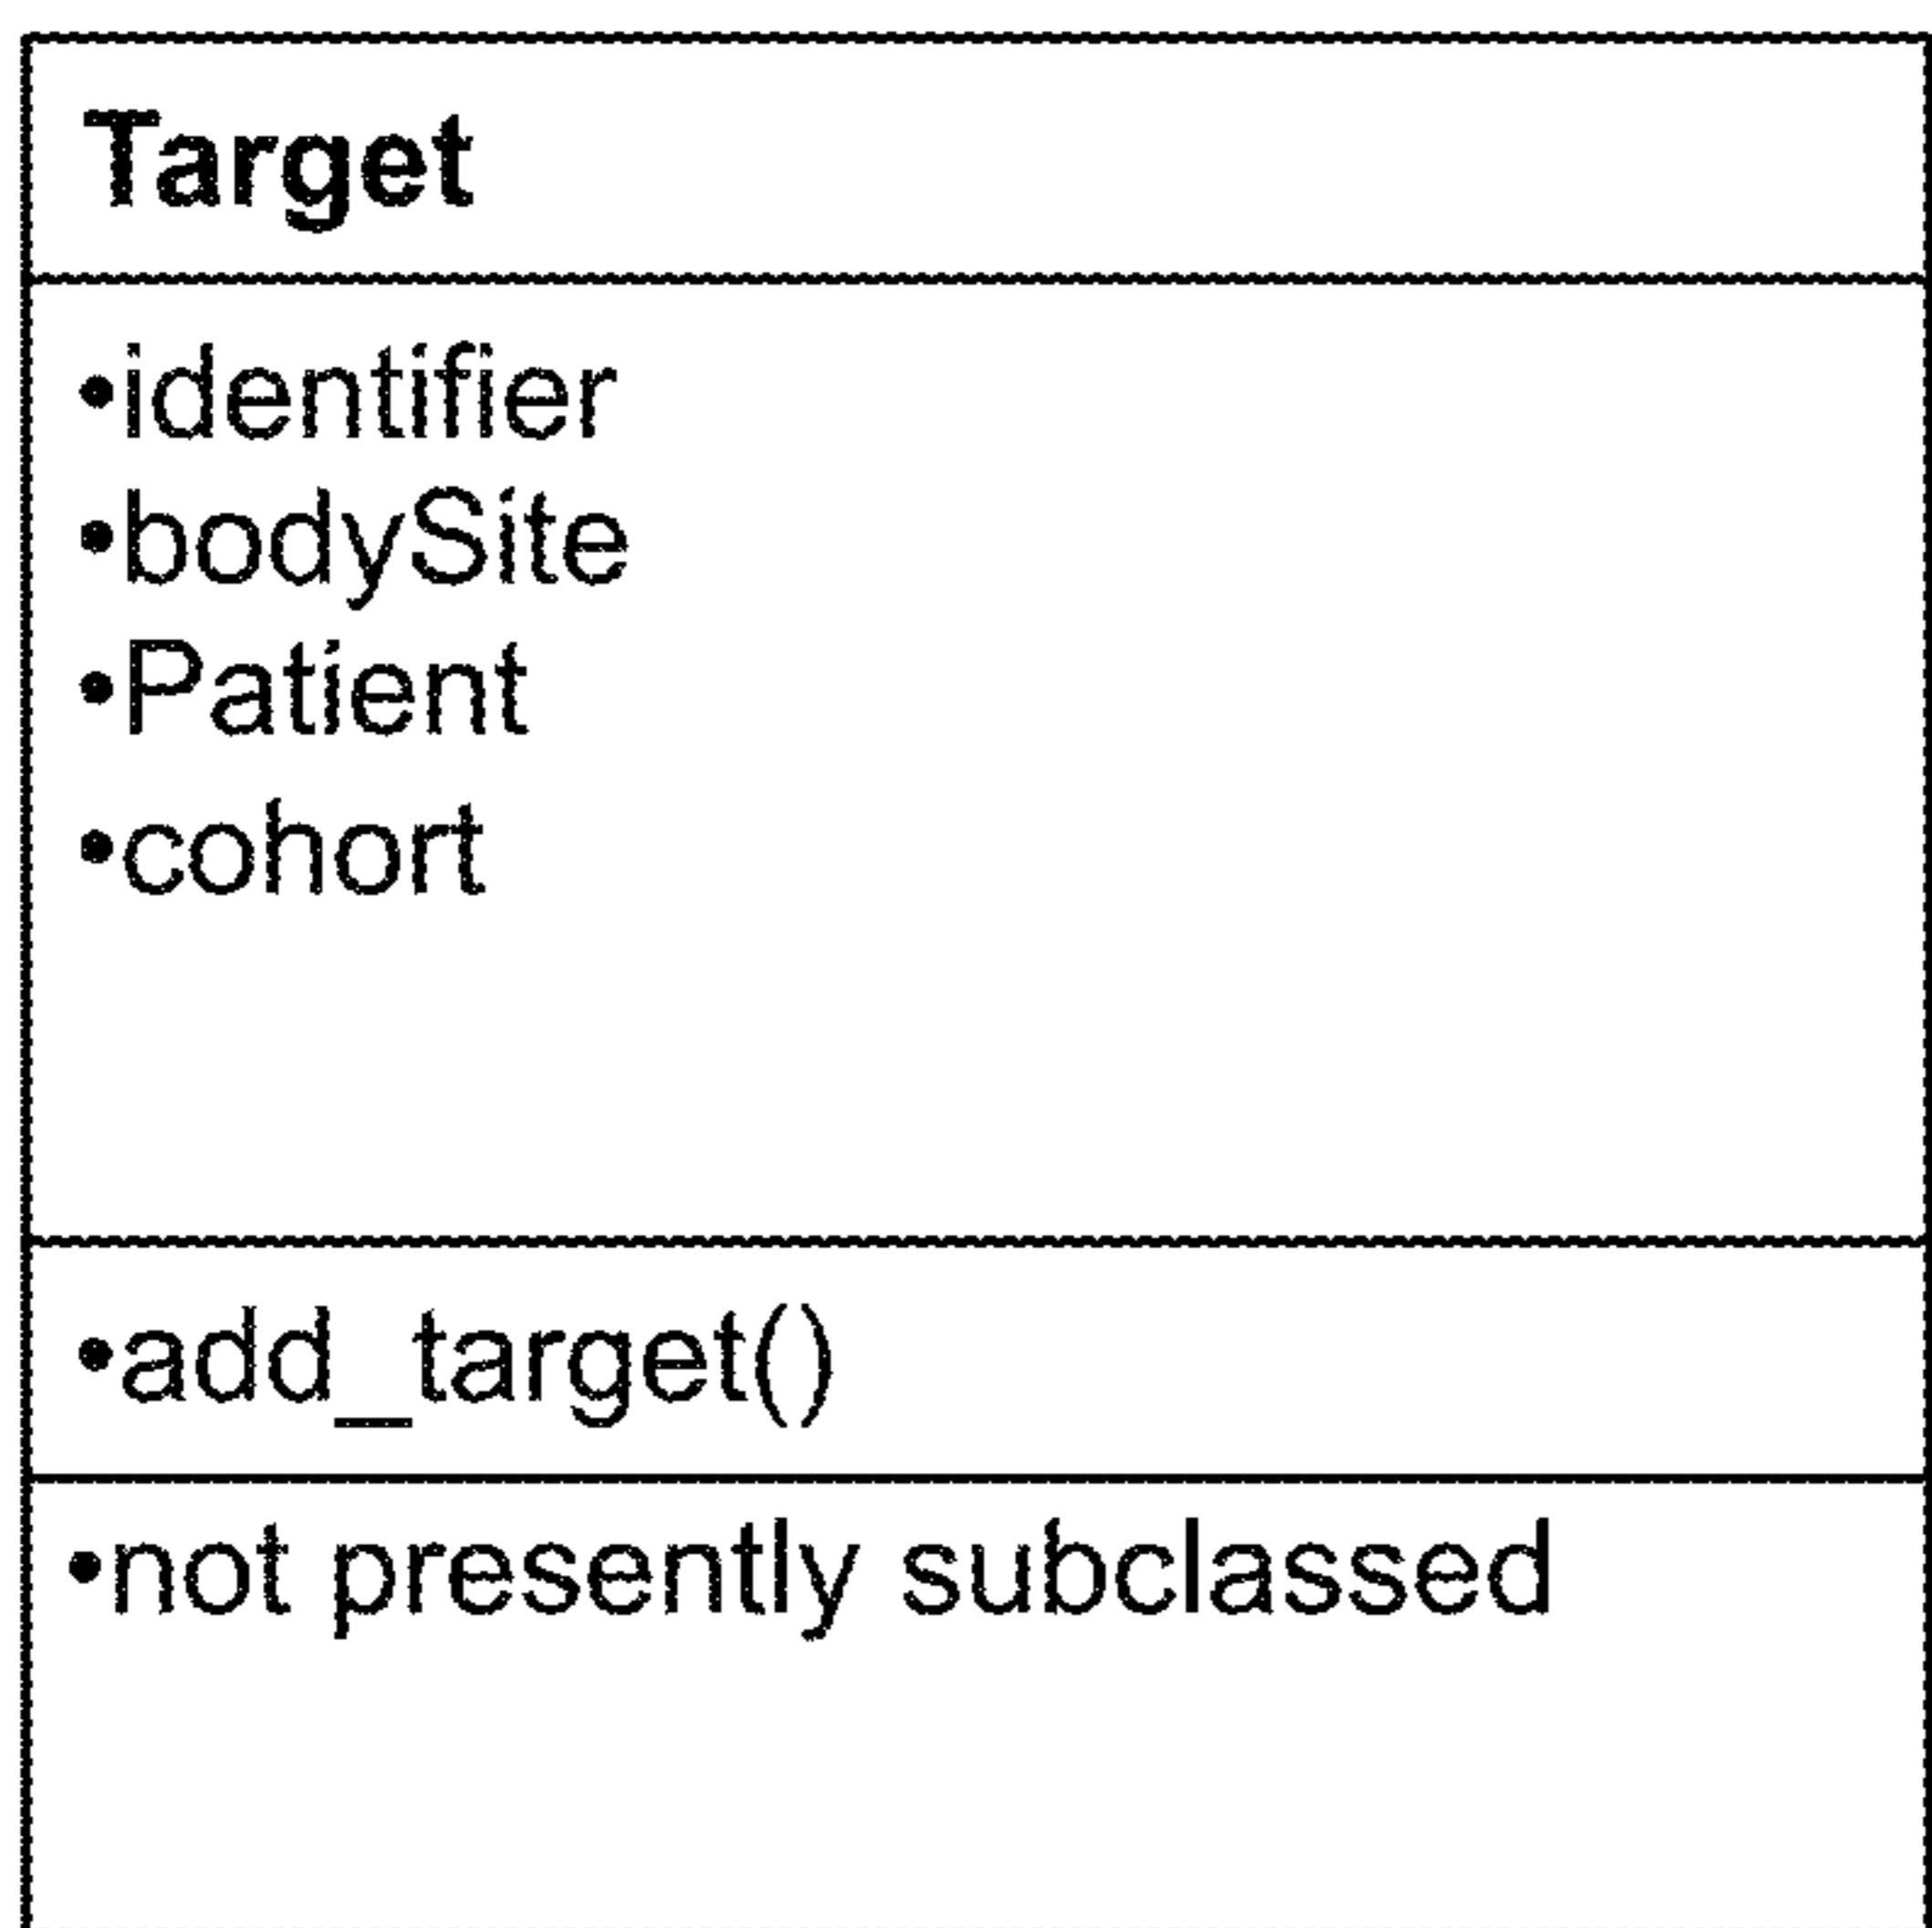 Target
•identifier
•bodySite
•Patient
•cohort
•add_target()
•not presently subclassed